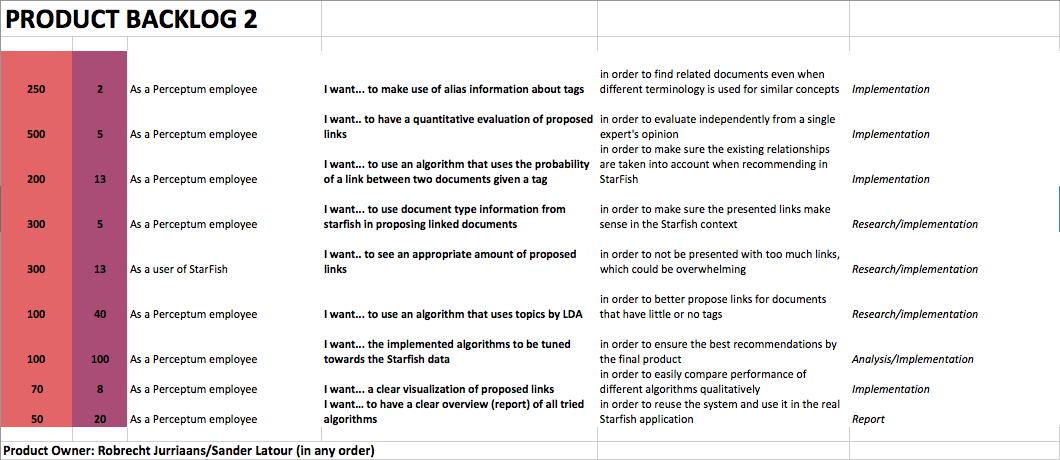 PRODUCT BACKLOG 2
250 2 As a Perceptum employee I want... to make use of alias information about tags in order to find related documents even when different terminology is used for similar concepts Implementation
500 5 As a Perceptum employee I want.. to have a quantitative evaluation of proposed links in order to evaluate independently from a single expert's opinion Implementation
200 13 As a Perceptum employee I want... to use an algorithm that uses the probability of a link between two documents given a tag in order to make sure the existing relationships are taken into account when recommending in StarFish Implementation
300 5 As a Perceptum employee I want... to use document type information from starfish in proposing linked documents in order to make sure the presented links make sense in the Starfish context Research/implementation
300 13 As a user of StarFish I want.. to see an appropriate amount of proposed links in order to not be presented with too much links, which could be overwhelming Research/implementation
100 40 As a Perceptum employee I want... to use an algorithm that uses topics by LDA in order to better propose links for documents that have little or no tags Research/implementation
100 100 As a Perceptum employee I want... the implemented algorithms to be tuned towards the Starfish data in order to ensure the best recommendations by the final product Analysis/Implementation
70 8 As a Perceptum employee I want... a clear visualization of proposed links in order to easily compare performance of different algorithms qualitatively Implementation
50 20 As a Perceptum employee I want... to have a clear overview (report) of all tried algorithms in order to reuse the system and use it in the real Starfish application Report
Product Owner: Robrecht Jurriaans/Sander Latour (in any order)